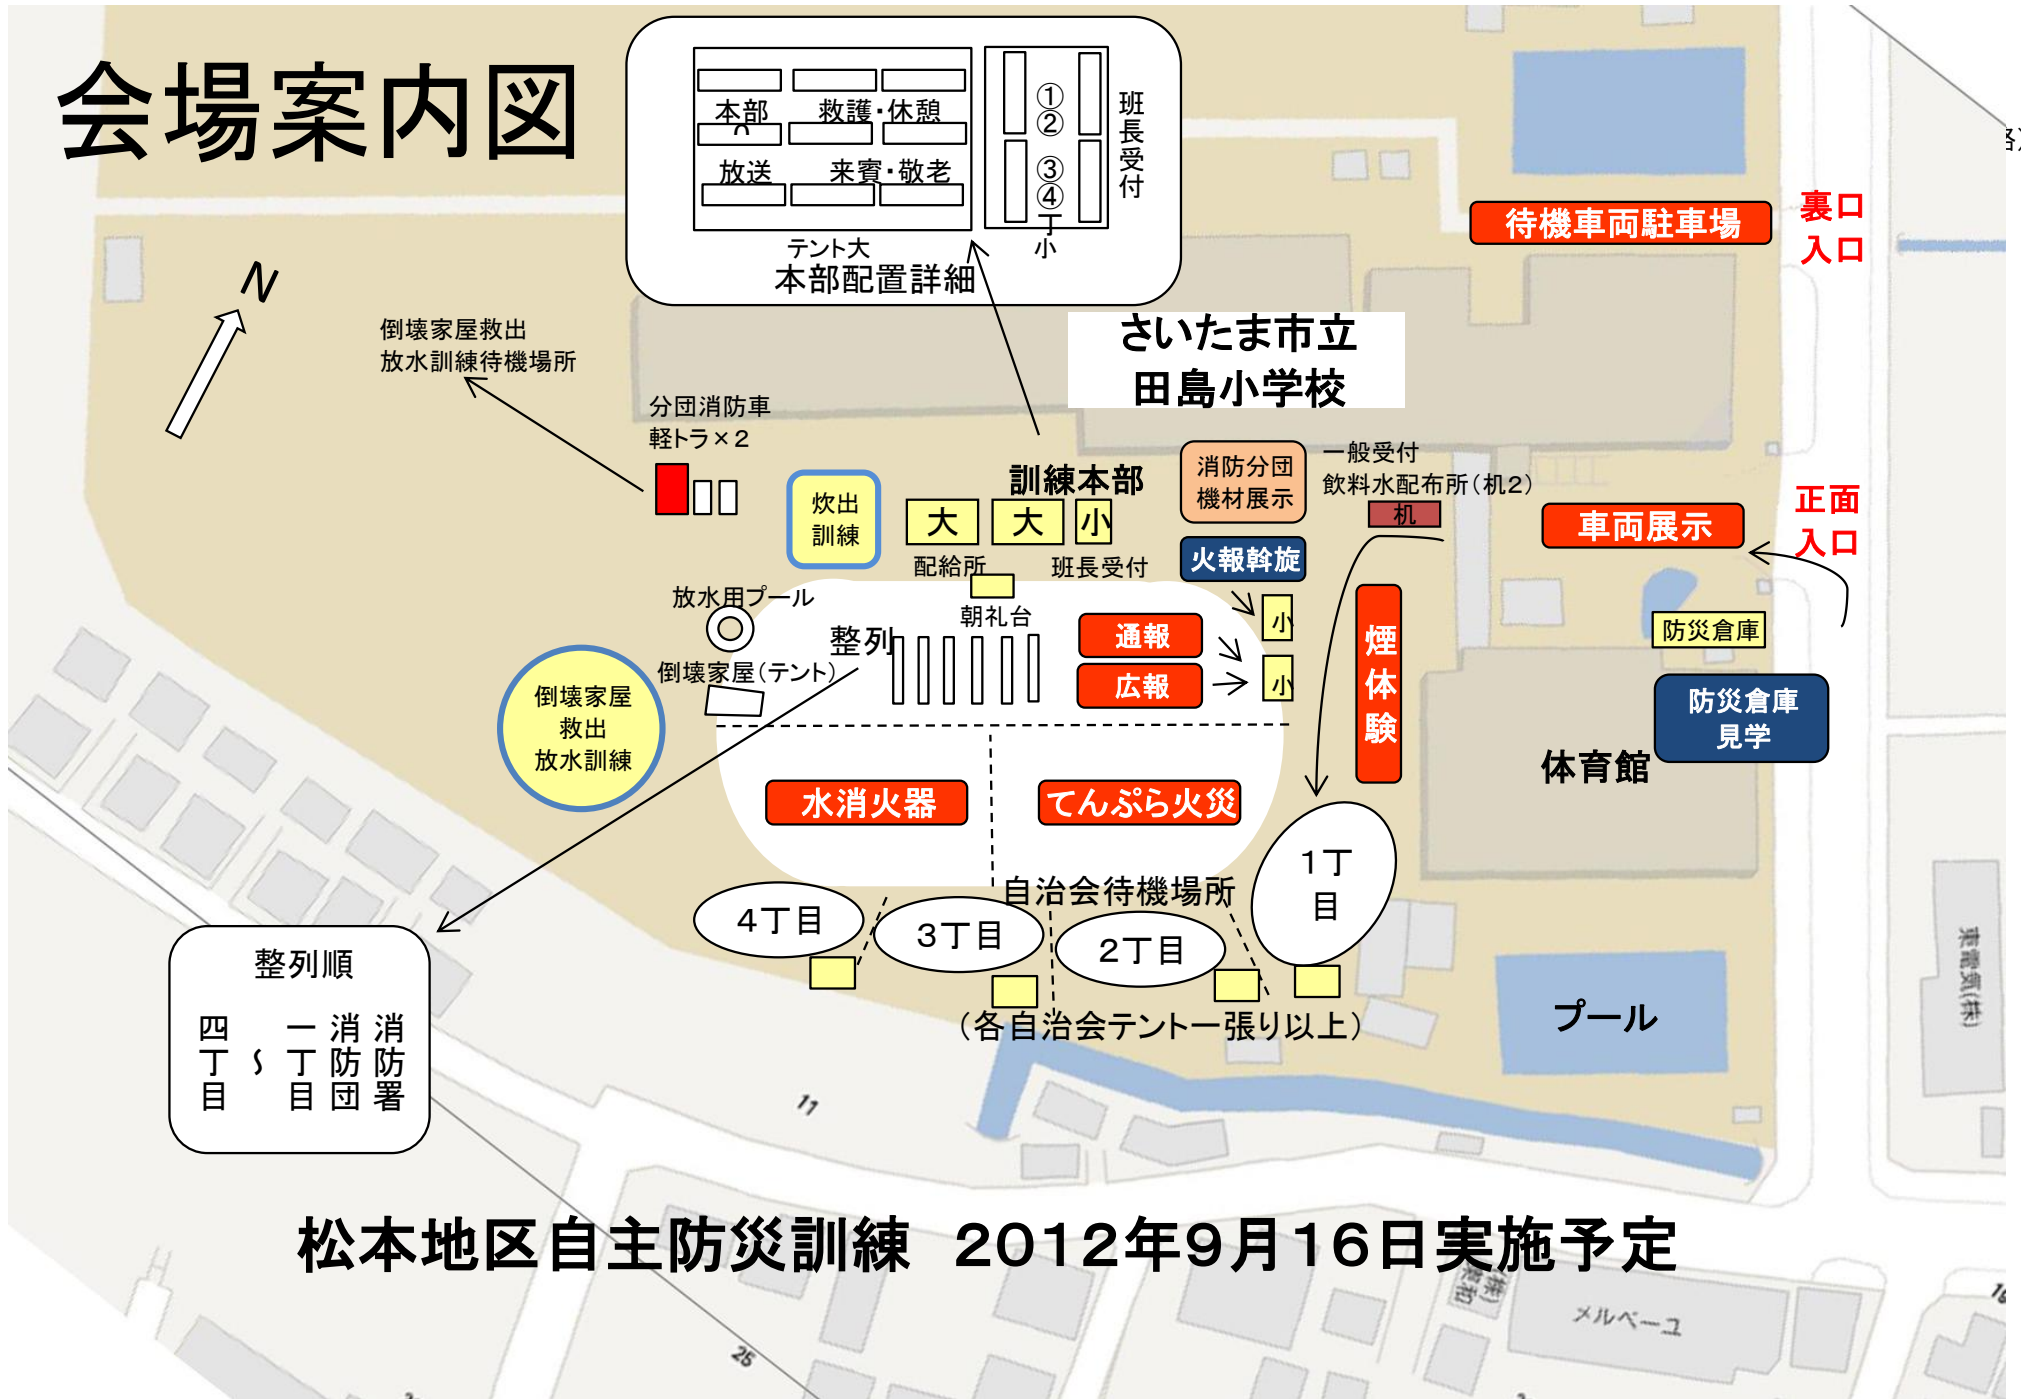 会場案内図
本部
救護・休憩
放送
来賓・敬老
①
②
③
④
丁
小
班長受付
テント大
本部配置詳細
待機車両駐車場
裏口
入口
N
倒壊家屋救出
放水訓練待機場所
さいたま市立
田島小学校
分団消防車
軽トラ×２
炊出
訓練
訓練本部
大
大
小
配給所
班長受付
消防分団
機材展示
一般受付
飲料水配布所（机２）
机
火報斡旋
車両展示
正面
入口
放水用プール
朝礼台
整列
通報
広報
小
小
煙体験
防災倉庫
防災倉庫
見学
倒壊家屋（テント）
倒壊家屋
救出
放水訓練
体育館
水消火器
てんぷら火災
自治会待機場所
４丁目
３丁目
２丁目
１丁
目
（各自治会テント一張り以上）
プール
整列順
消防署
消防団
一丁目
～
四丁目
東電気(株)
11
松本地区自主防災訓練　２０１２年９月１６日実施予定
メルベーユ
25